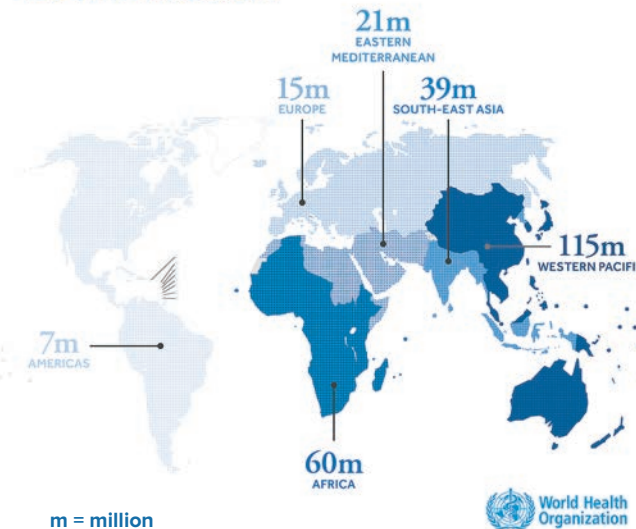 21m
EASTERN
MEDITERRANEAN
15m
EUROPE
39m
SOUTH-EAST ASIA
115m
WESTERN PACIFI
7m
AMERICAS
60m
AFRICA
m = million
World Health
Organization